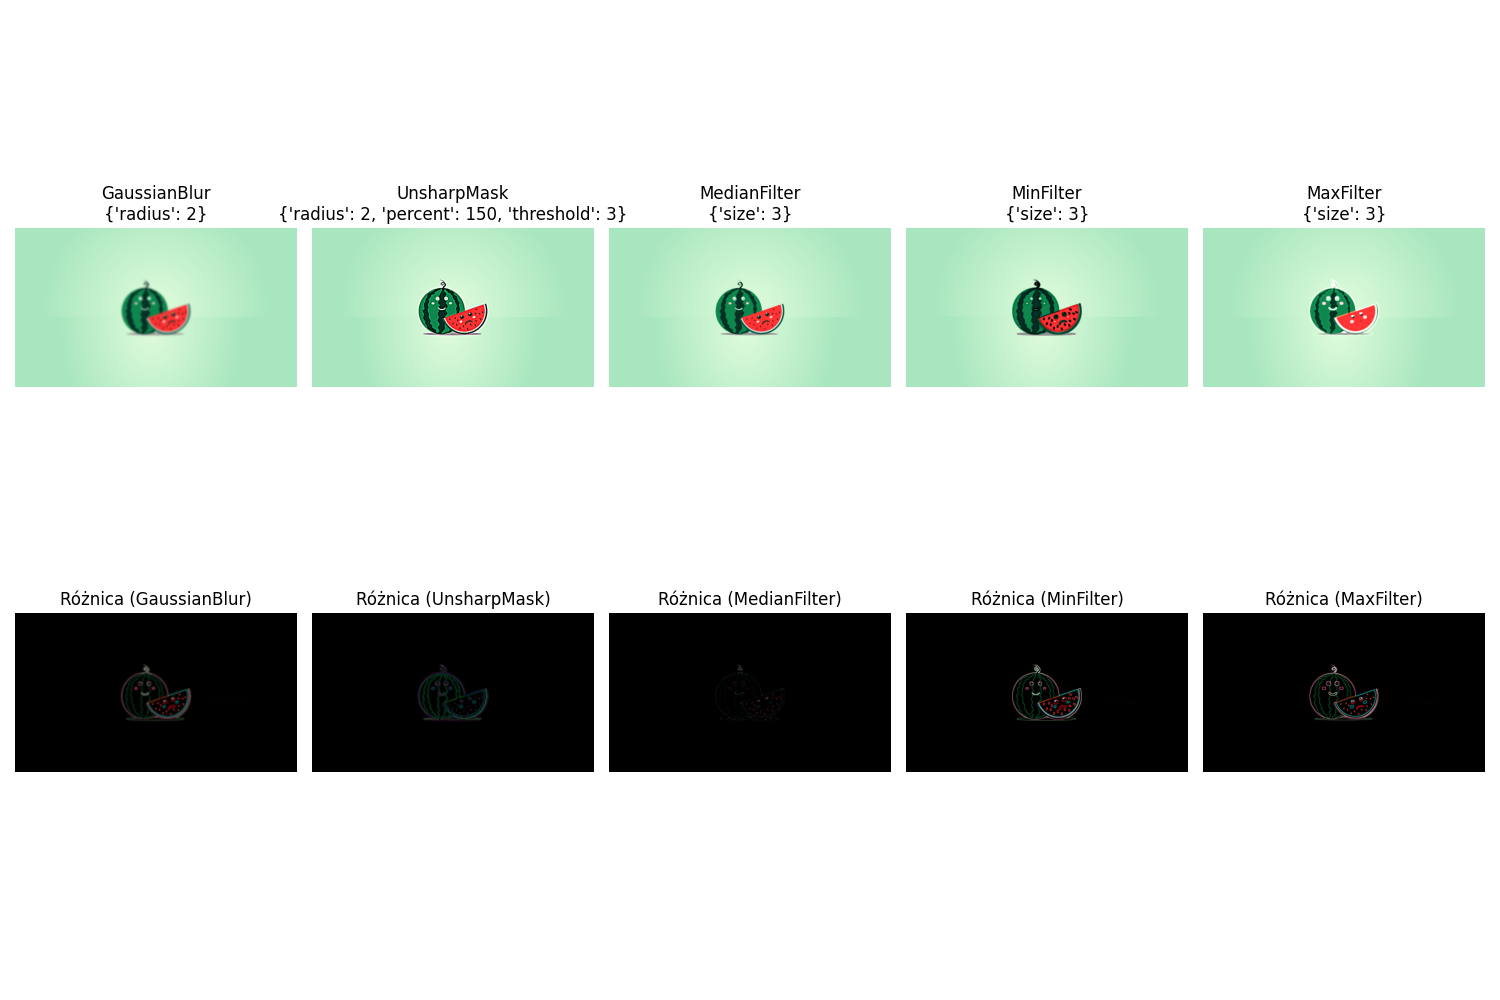 GaussianBlur
{'radius': 2}
UnsharpMask
{'radius': 2, 'percent': 150, 'threshold': 3}
MedianFilter
{'size': 3}
MinFilter
{'size': 3}
MaxFilter
{'size': 3}
Różnica (GaussianBlur)
Różnica (UnsharpMask)
Różnica (MedianFilter)
Różnica (MinFilter)
Różnica (MaxFilter)